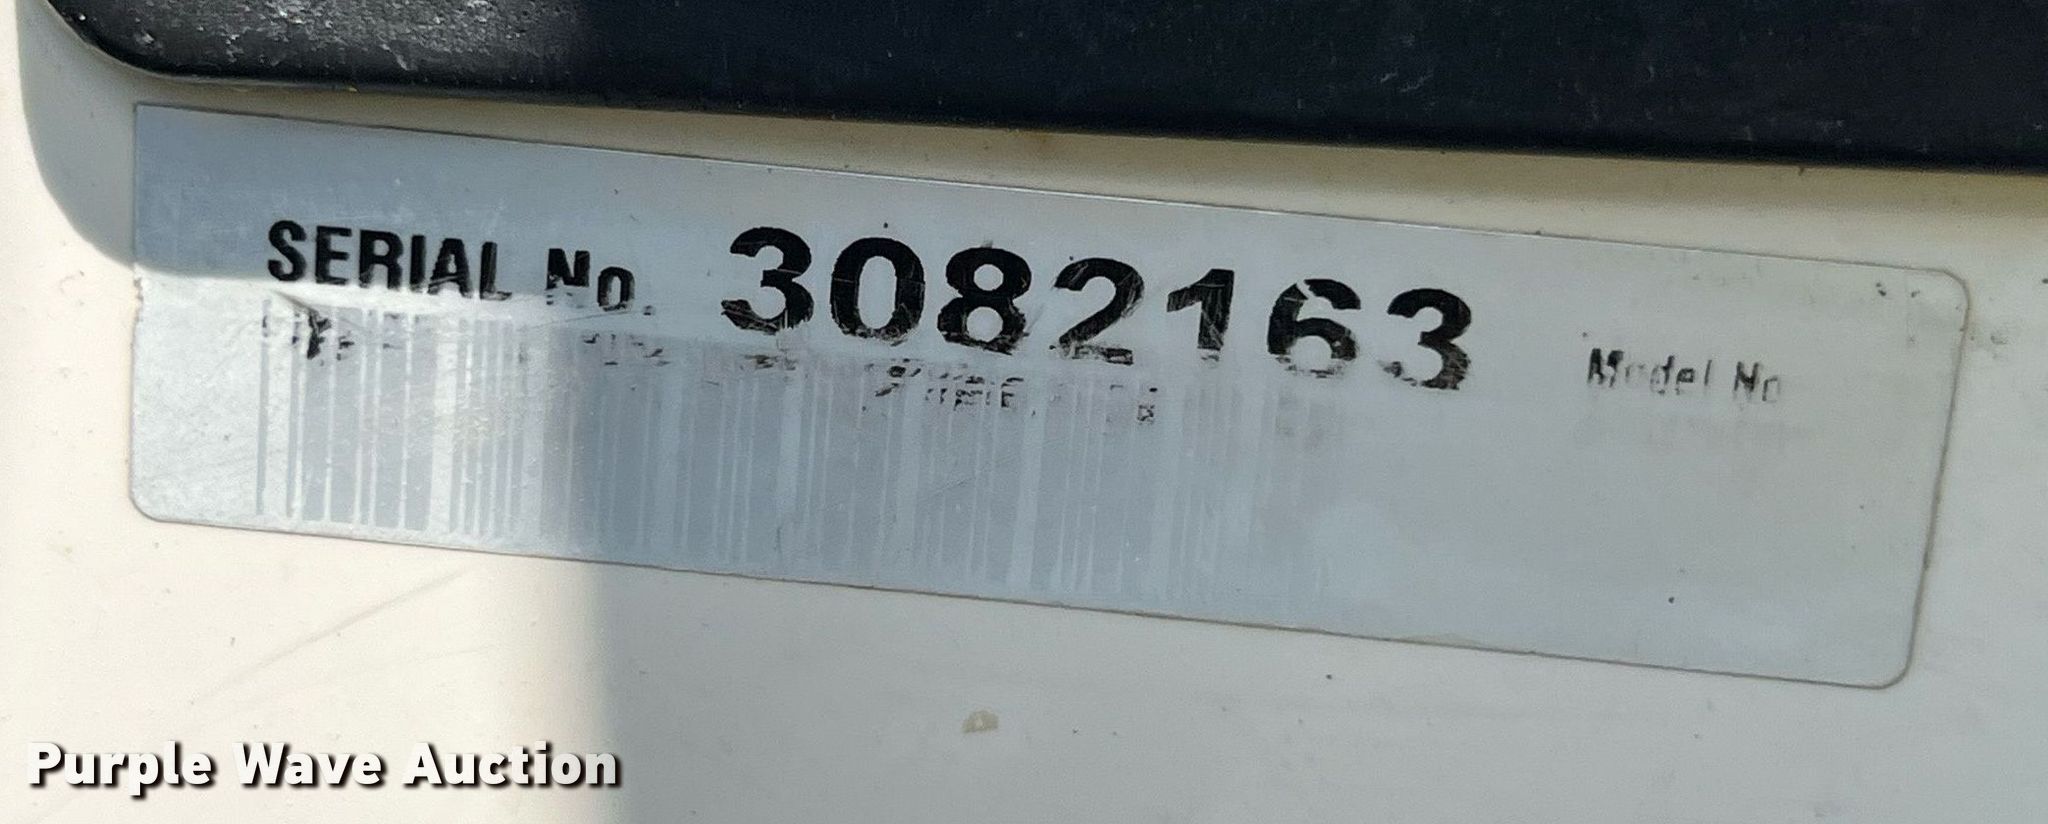 SERIAL No. 3082163 Model No
Purple Wave Auction